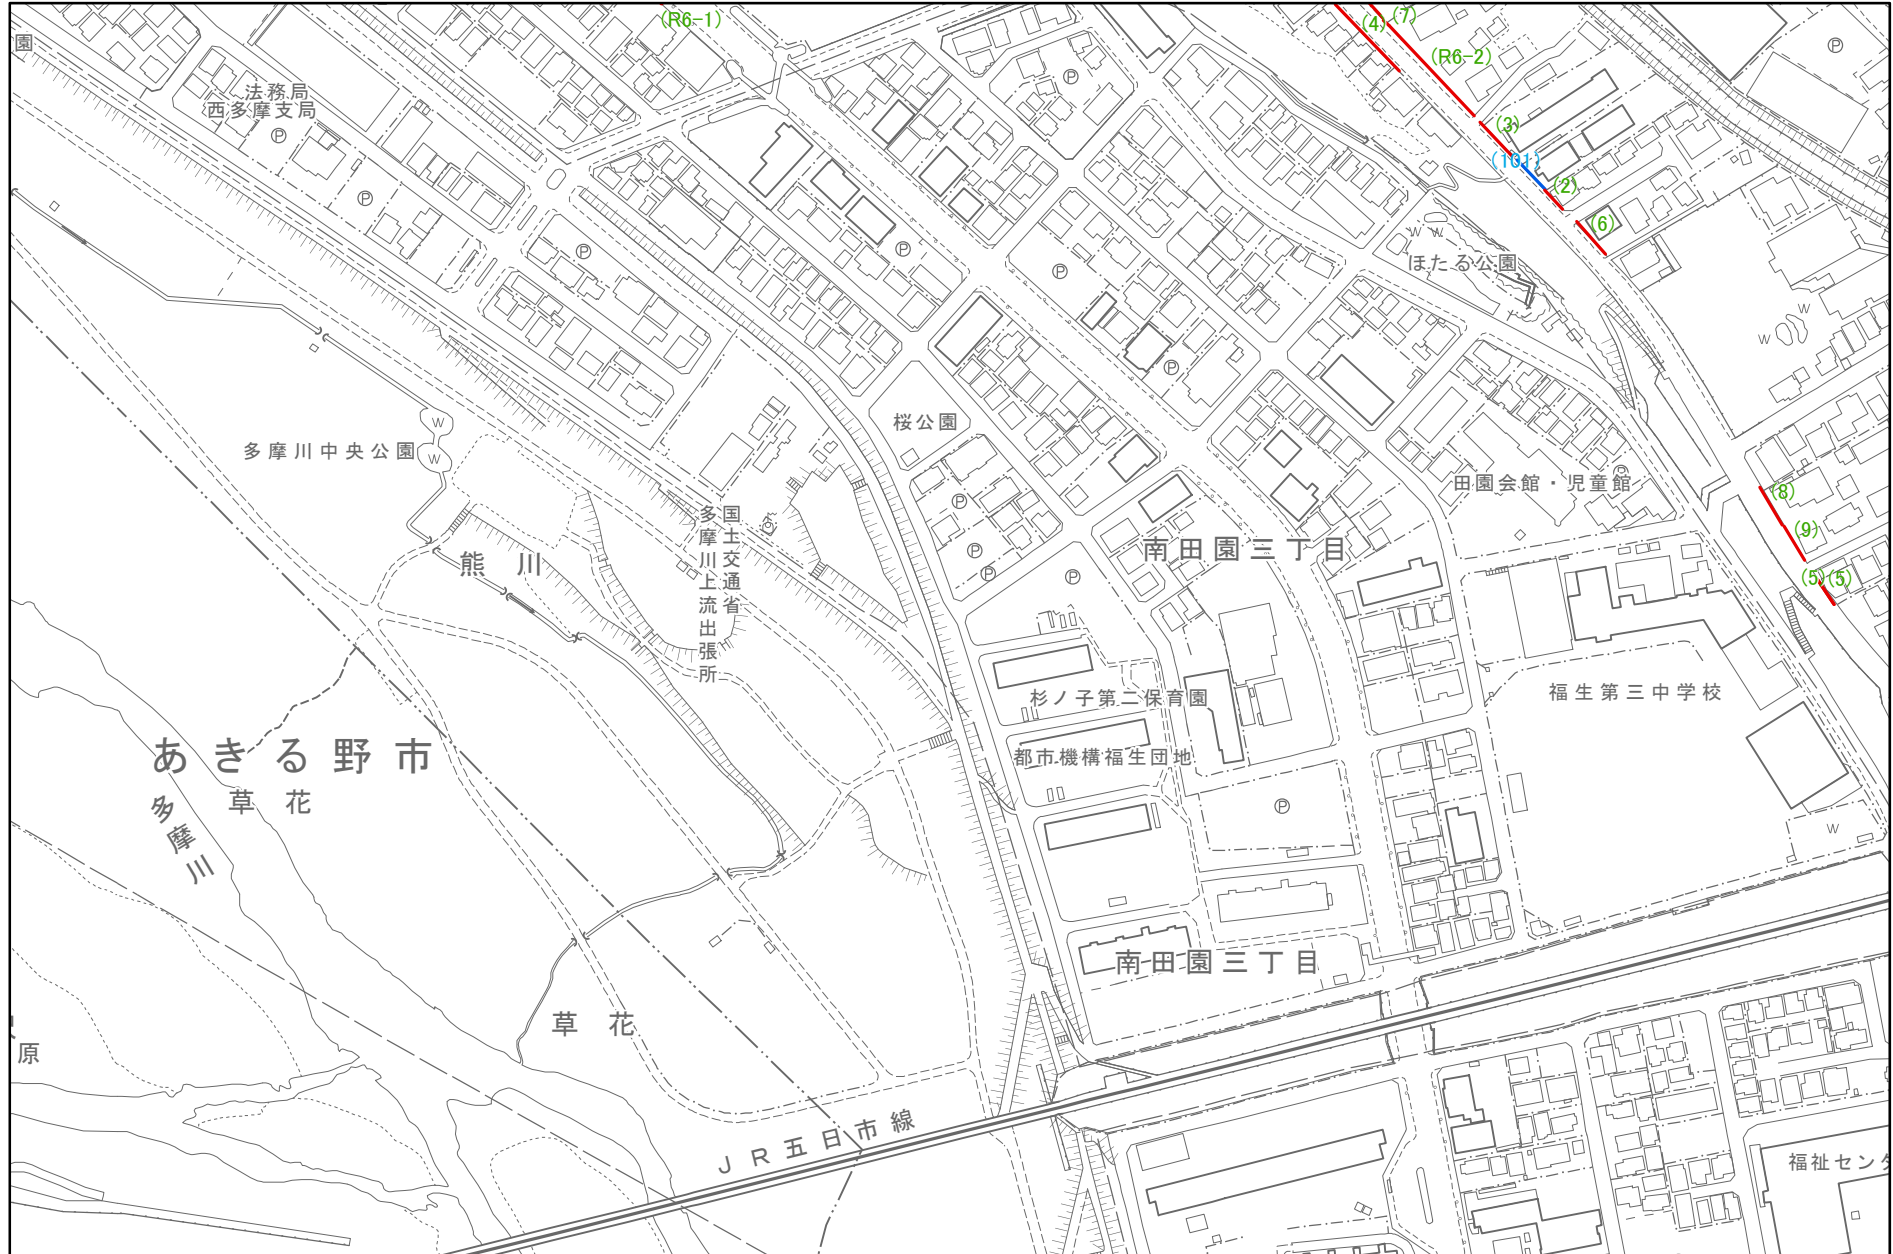 (R6-1)
(4)
(7)
園
(R6-2)
P
P
法務局
西多摩支局
P
(3)
(101)
(2)
P
(6)
W W
P
P
P
ほたる公園
W
W
P
桜公園
W
W
多摩川中央公園
P
田園会館・児童館
(8)
P
国土交通省
多摩川上流出張所
(9)
南田園三丁目
P
熊川
P
P
(5)
(5)
杉ノ子第二保育園
福生第三中学校
あきる野市
都市機構福生団地
草花
多摩川
P
W
南田園三丁目
草花
原
JR五日市線
福祉センタ